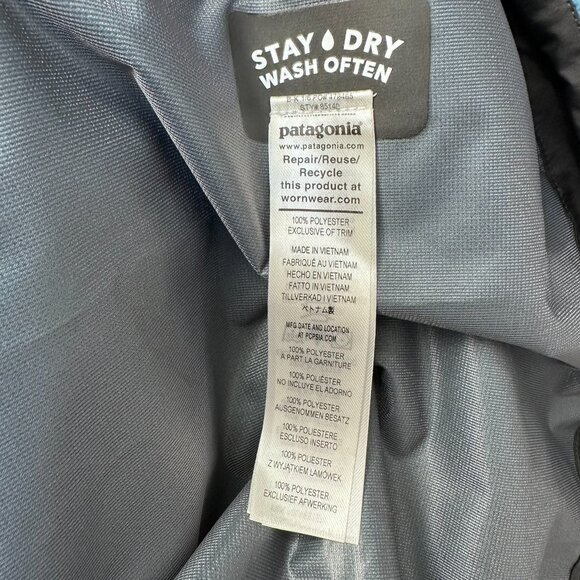 STAY DRY
WASH OFTEN
STY# 85140
patagonia
www.patagonia.com
Repair/Reuse/
Recycle
this product at
wornwear.com
100% POLYESTER
EXCLUSIVE OF TRIM
MADE IN VIETNAM
FABRIQUÉ AU VIETNAM
HECHO EN VIETNAM
FATTO IN VIETNAM
TILLVERKAD I VIETNAM
ベトナム製
MFG DATE AND LOCATION
AT PCPSIA.COM
100% POLYESTER
À PART LA GARNITURE
100% POLIÉSTER
NO INCLUYE EL ADORNO
100% POLYESTER
AUSGENOMMEN BESATZ
100% POLIESTERE
ESCLUSO INSERTO
100% POLIESTER
Z WYJĄTKIEM LAMÓWEK
100% POLYESTER
EXCLUSIEF AFWERKING